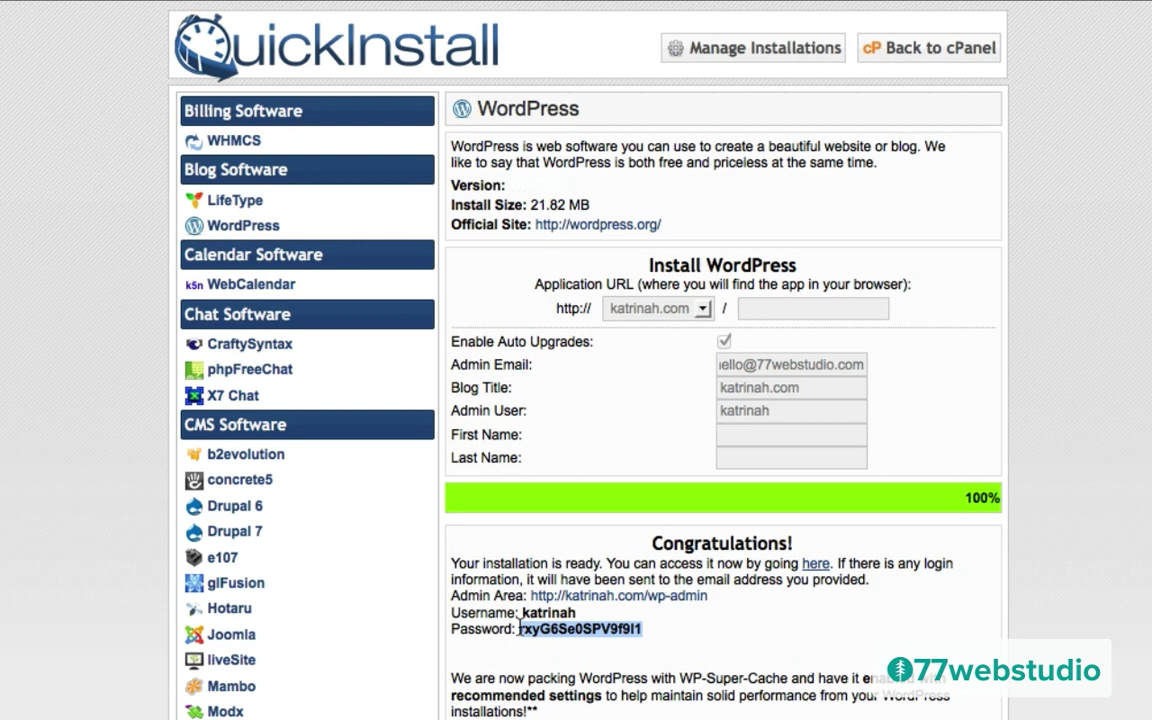 QuickInstall
Manage Installations
cP Back to cPanel
Billing Software
WHMCS
Blog Software
LifeType
WordPress
Calendar Software
k5n WebCalendar
Chat Software
CraftySyntax
phpFreeChat
X7 Chat
CMS Software
b2evolution
concrete5
Drupal 6
Drupal 7
e107
glFusion
Hotaru
Joomla
liveSite
Mambo
Modx
WordPress
WordPress is web software you can use to create a beautiful website or blog. We
like to say that WordPress is both free and priceless at the same time.
Version:
Install Size: 21.82 MB
Official Site: http://wordpress.org/
Install WordPress
Application URL (where you will find the app in your browser):
http:// katrinah.com /
Enable Auto Upgrades:
Admin Email: ello@77webstudio.com
Blog Title: katrinah.com
Admin User: katrinah
First Name:
Last Name:
100%
Congratulations!
Your installation is ready. You can access it now by going here. If there is any login
information, it will have been sent to the email address you provided.
Admin Area: http://katrinah.com/wp-admin
Username: katrinah
Password: rxyG6Se0SPV9f9I1
We are now packing WordPress with WP-Super-Cache and have it enabled with
recommended settings to help maintain solid performance from your WordPress
installations!**
77webstudio